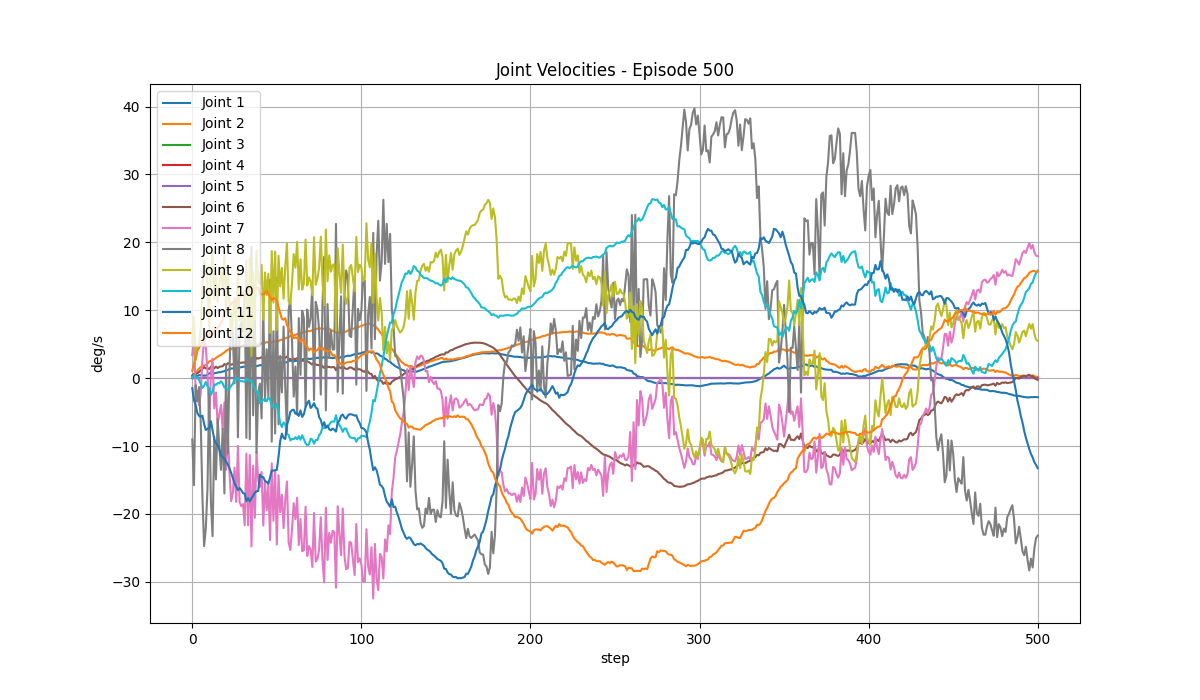 Joint Velocities - Episode 500
Joint 1
Joint 2
Joint 3
Joint 4
Joint 5
Joint 6
Joint 7
Joint 8
Joint 9
Joint 10
Joint 11
Joint 12
40
30
20
10
0
−10
−20
−30
deg/s
0 100 200 300 400 500
step